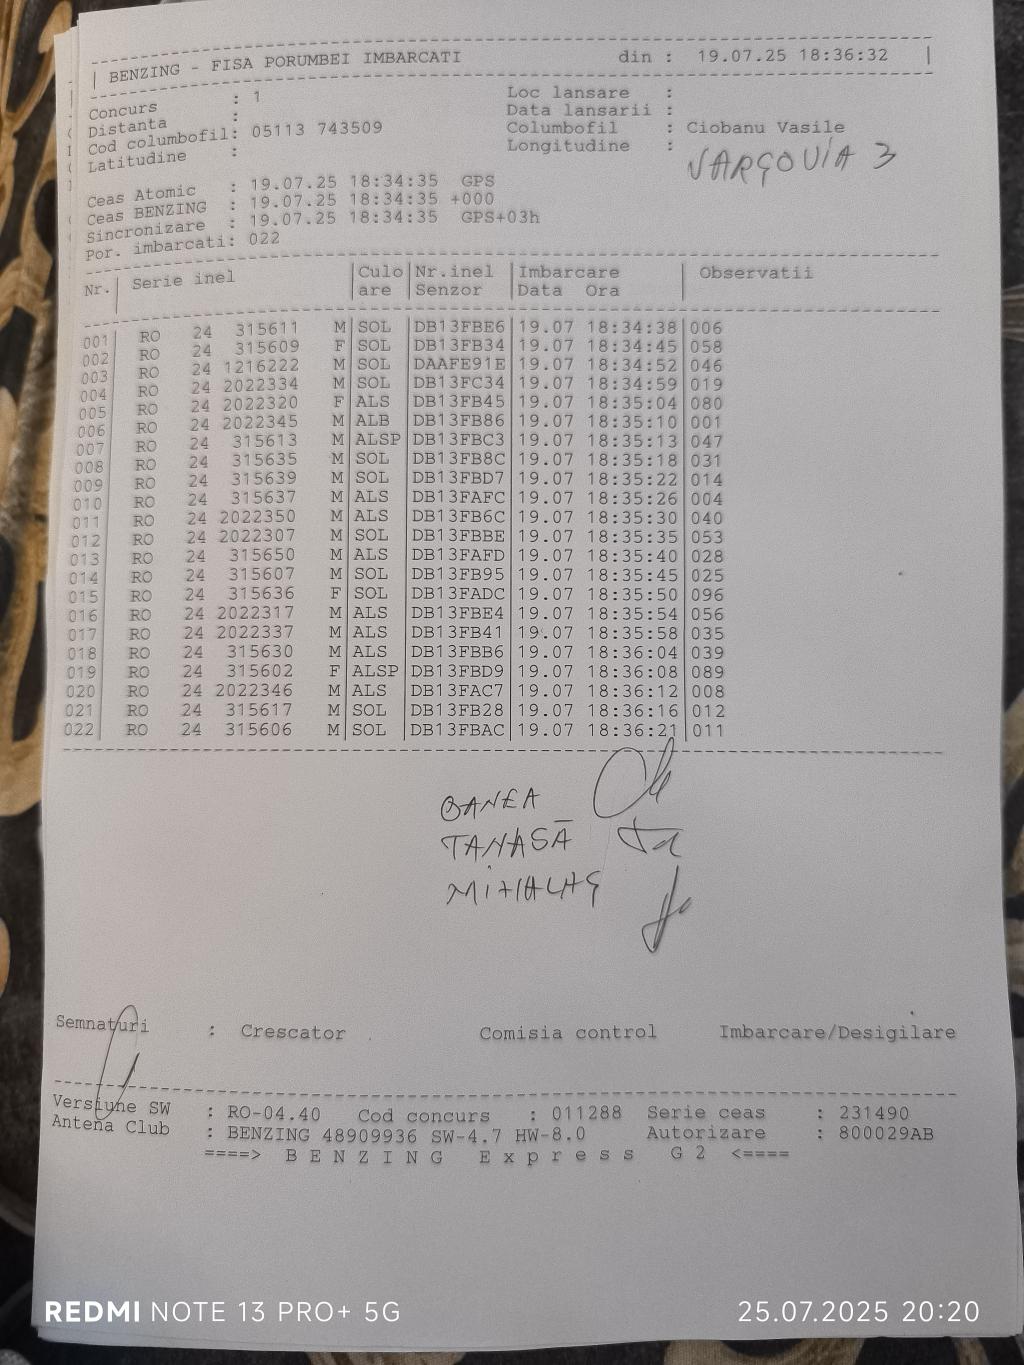 | BENZING - FISA PORUMBEI IMBARCATI din : 19.07.25 18:36:32 |
Concurs : 1 Loc lansare :
Distanta : Data lansarii :
Cod columbofil: 05113 743509 Columbofil : Ciobanu Vasile
Latitudine : Longitudine :
VARȘOVIA 3
Ceas Atomic : 19.07.25 18:34:35 GPS
Ceas BENZING : 19.07.25 18:34:35 +000
Sincronizare : 19.07.25 18:34:35 GPS+03h
Por. imbarcati: 022
Nr.| Serie inel |Culo|Nr.inel |Imbarcare | Observatii
|are |Senzor |Data Ora |
001 RO 24 315611 M|SOL |DB13FBE6|19.07 18:34:38|006
002 RO 24 315609 F|SOL |DB13FB34|19.07 18:34:45|058
003 RO 24 1216222 M|SOL |DAAFE91E|19.07 18:34:52|046
004 RO 24 2022334 M|SOL |DB13FC34|19.07 18:34:59|019
005 RO 24 2022320 F|ALS |DB13FB45|19.07 18:35:04|080
006 RO 24 2022345 M|ALB |DB13FB86|19.07 18:35:10|001
007 RO 24 315613 M|ALSP|DB13FBC3|19.07 18:35:13|047
008 RO 24 315635 M|SOL |DB13FB8C|19.07 18:35:18|031
009 RO 24 315639 M|SOL |DB13FBD7|19.07 18:35:22|014
010 RO 24 315637 M|ALS |DB13FAFC|19.07 18:35:26|004
011 RO 24 2022350 M|ALS |DB13FB6C|19.07 18:35:30|040
012 RO 24 2022307 M|SOL |DB13FBBE|19.07 18:35:35|053
013 RO 24 315650 M|ALS |DB13FAFD|19.07 18:35:40|028
014 RO 24 315607 M|SOL |DB13FB95|19.07 18:35:45|025
015 RO 24 315636 F|SOL |DB13FADC|19.07 18:35:50|096
016 RO 24 2022317 M|ALS |DB13FBE4|19.07 18:35:54|056
017 RO 24 2022337 M|ALS |DB13FB41|19.07 18:35:58|035
018 RO 24 315630 M|ALS |DB13FBB6|19.07 18:36:04|039
019 RO 24 315602 F|ALSP|DB13FBD9|19.07 18:36:08|089
020 RO 24 2022346 M|ALS |DB13FAC7|19.07 18:36:12|008
021 RO 24 315617 M|SOL |DB13FB28|19.07 18:36:16|012
022 RO 24 315606 M|SOL |DB13FBAC|19.07 18:36:21|011
BANEA
TANASĂ
MIHALAȘ
Semnaturi : Crescator Comisia control Imbarcare/Desigilare
Versiune SW : RO-04.40 Cod concurs : 011288 Serie ceas : 231490
Antena Club : BENZING 48909936 SW-4.7 HW-8.0 Autorizare : 800029AB
====> B E N Z I N G E x p r e s s G 2 <====
REDMI NOTE 13 PRO+ 5G 25.07.2025 20:20